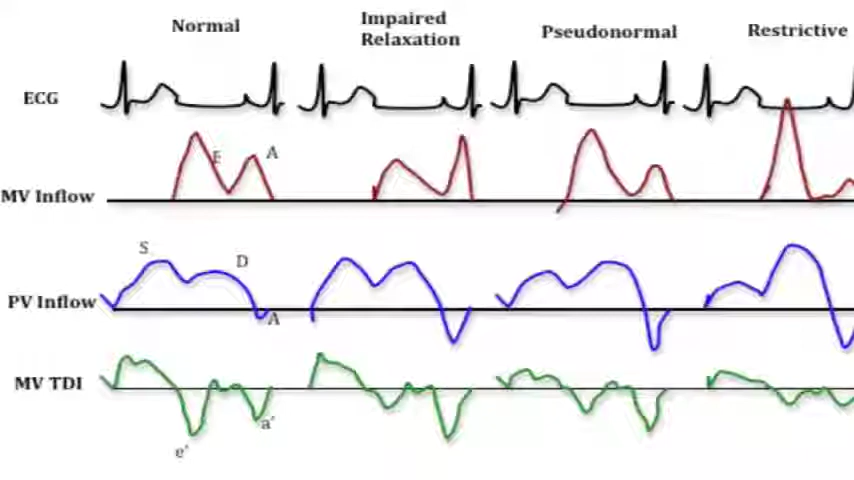 Normal
Impaired
Relaxation
Pseudonormal
Restrictive
ECG
E
A
MV Inflow
S
D
PV Inflow
A
MV TDI
a'
e'